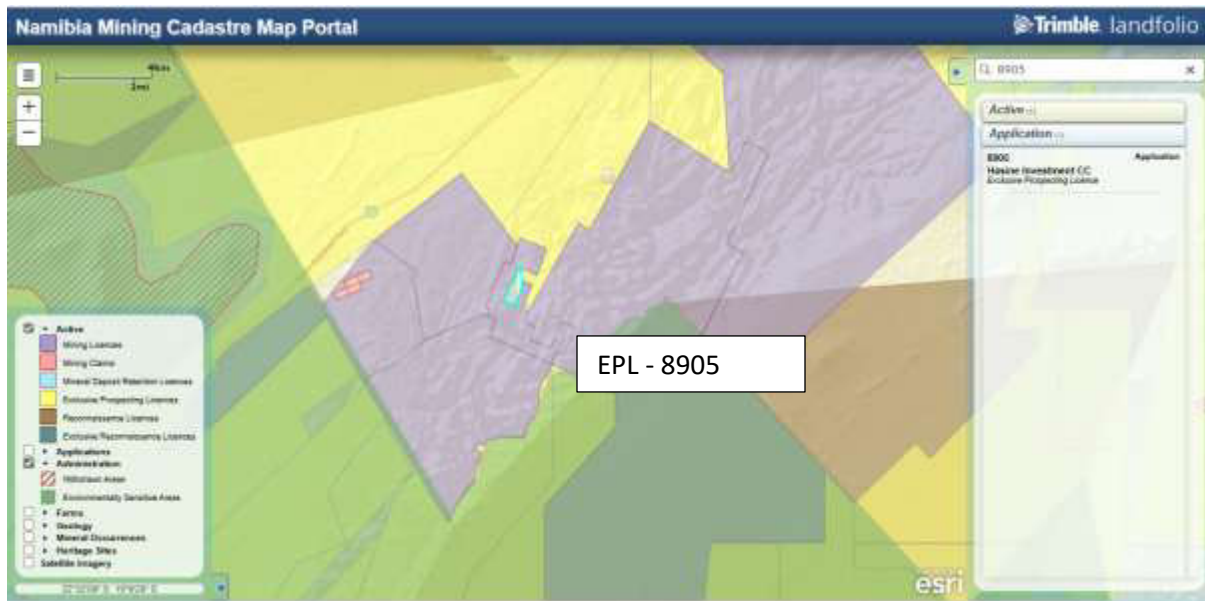 Namibia Mining Cadastre Map Portal
Trimble landfolio
4km
2mi
8905
Active
Application
8905 Application
Hasine Investment CC
Exclusive Prospecting Licence
EPL - 8905
Active
Mining Licences
Mining Claims
Mineral Deposit Retention Licences
Exclusive Prospecting Licences
Reconnaissance Licences
Exclusive Reconnaissance Licences
Applications
Administration
Withdrawn Areas
Environmentally Sensitive Areas
Farms
Geology
Mineral Occurrences
Heritage Sites
Satellite Imagery
esri